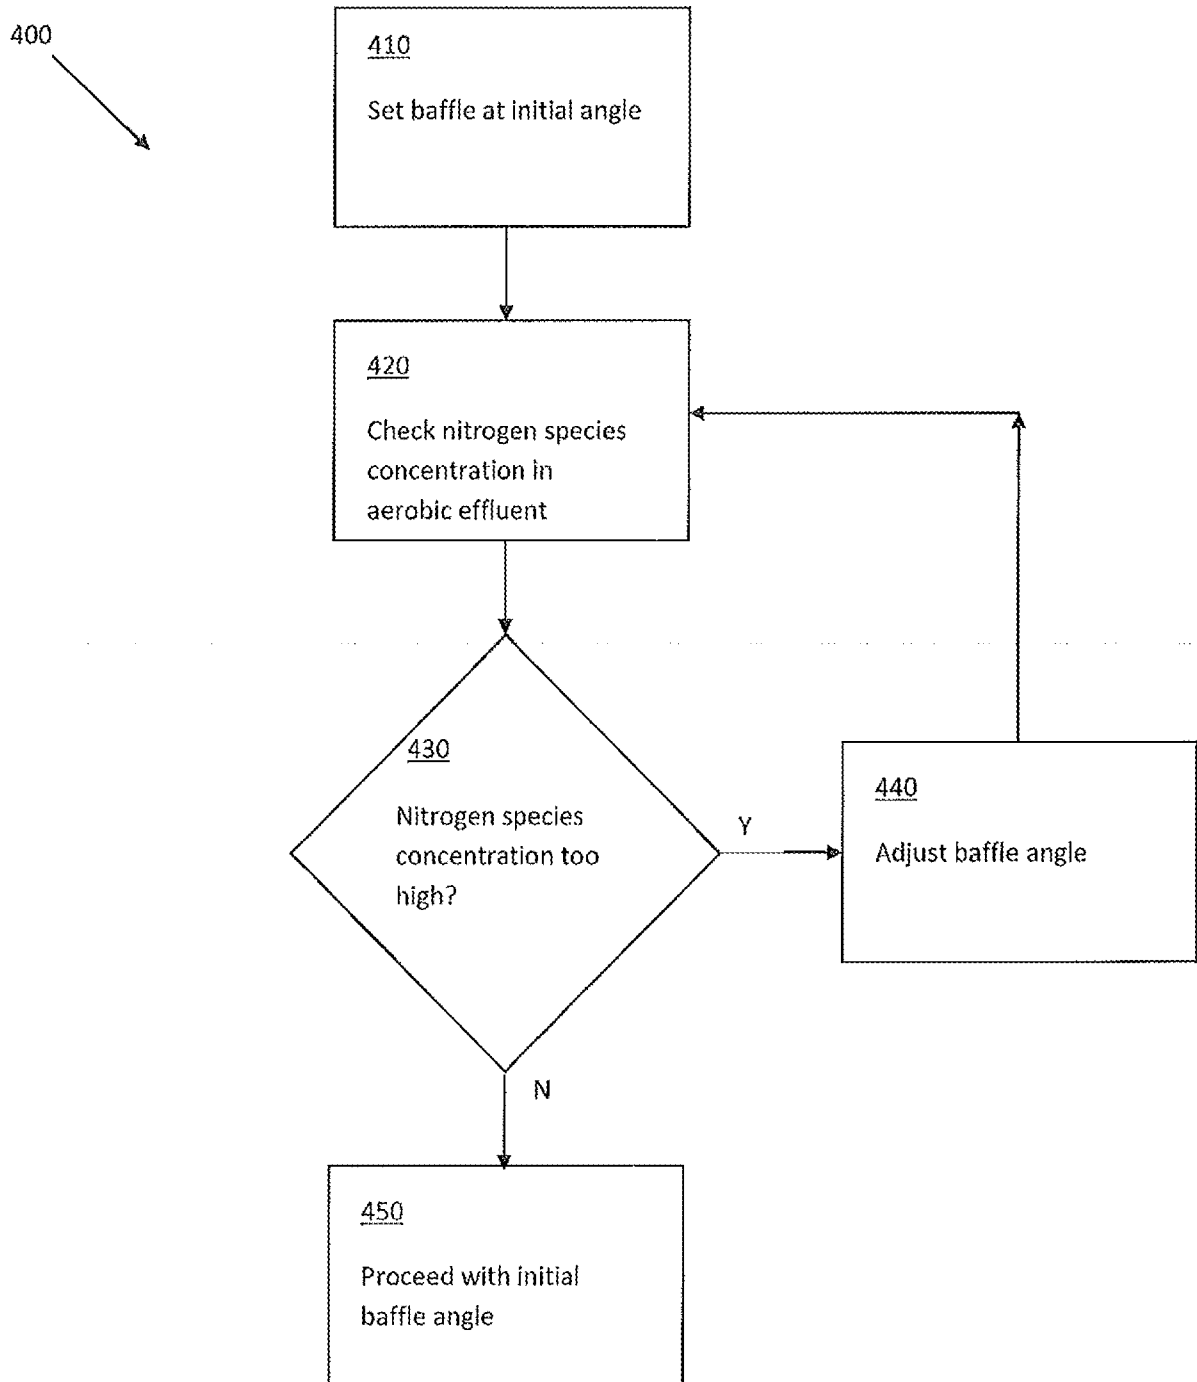 400
410
Set baffle at initial angle
420
Check nitrogen species
concentration in
aerobic effluent
430
Nitrogen species
concentration too
high?
Y
440
Adjust baffle angle
N
450
Proceed with initial
baffle angle